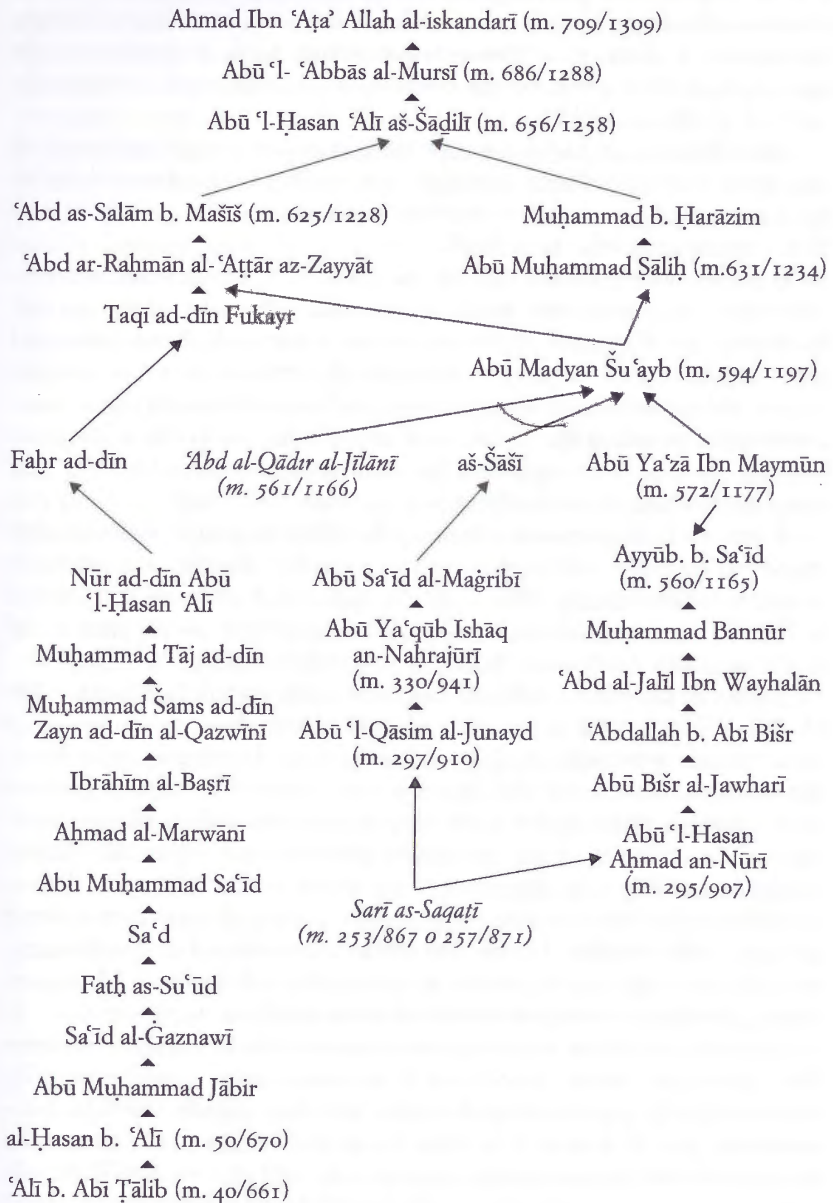 Ahmad Ibn ʿAṭaʾ Allah al-iskandarī (m. 709/1309)
Abū ʿl- ʿAbbās al-Mursī (m. 686/1288)
Abū ʿl-Ḥasan ʿAlī aš-Šāḏilī (m. 656/1258)
ʿAbd as-Salām b. Mašīš (m. 625/1228)
Muḥammad b. Ḥarāzim
ʿAbd ar-Raḥmān al- ʿAṭṭār az-Zayyāt
Abū Muḥammad Ṣāliḥ (m.631/1234)
Taqī ad-dīn Fukayr
Abū Madyan Šuʿayb (m. 594/1197)
Faḫr ad-dīn
ʿAbd al-Qādır al-Jīlānī
(m. 561/1166)
aš-Šāšī
Abū Yaʿzā Ibn Maymūn
(m. 572/1177)
Ayyūb. b. Saʿīd
(m. 560/1165)
Nūr ad-dīn Abū
ʿl-Ḥasan ʿAlī
Muḥammad Tāj ad-dīn
Muḥammad Šams ad-dīn
Zayn ad-dīn al-Qazwīnī
Ibrāhīm al-Baṣrī
Aḥmad al-Marwānī
Abu Muḥammad Saʿīd
Saʿd
Fatḥ as-Suʿūd
Saʿīd al-Ġaznawī
Abū Muḥammad Jābir
al-Ḥasan b. ʿAlī (m. 50/670)
ʿAlī b. Abī Ṭālib (m. 40/661)
Abū Saʿīd al-Maġribī
Abū Yaʿqūb Isḥāq
an-Nahrajūrī
(m. 330/941)
Abū ʿl-Qāsim al-Junayd
(m. 297/910)
Sarī as-Saqaṭī
(m. 253/867 o 257/871)
Muḥammad Bannūr
ʿAbd al-Jalīl Ibn Wayhalān
ʿAbdallah b. Abī Bišr
Abū Bišr al-Jawharī
Abū ʿl-Hasan
Aḥmad an-Nūrī
(m. 295/907)